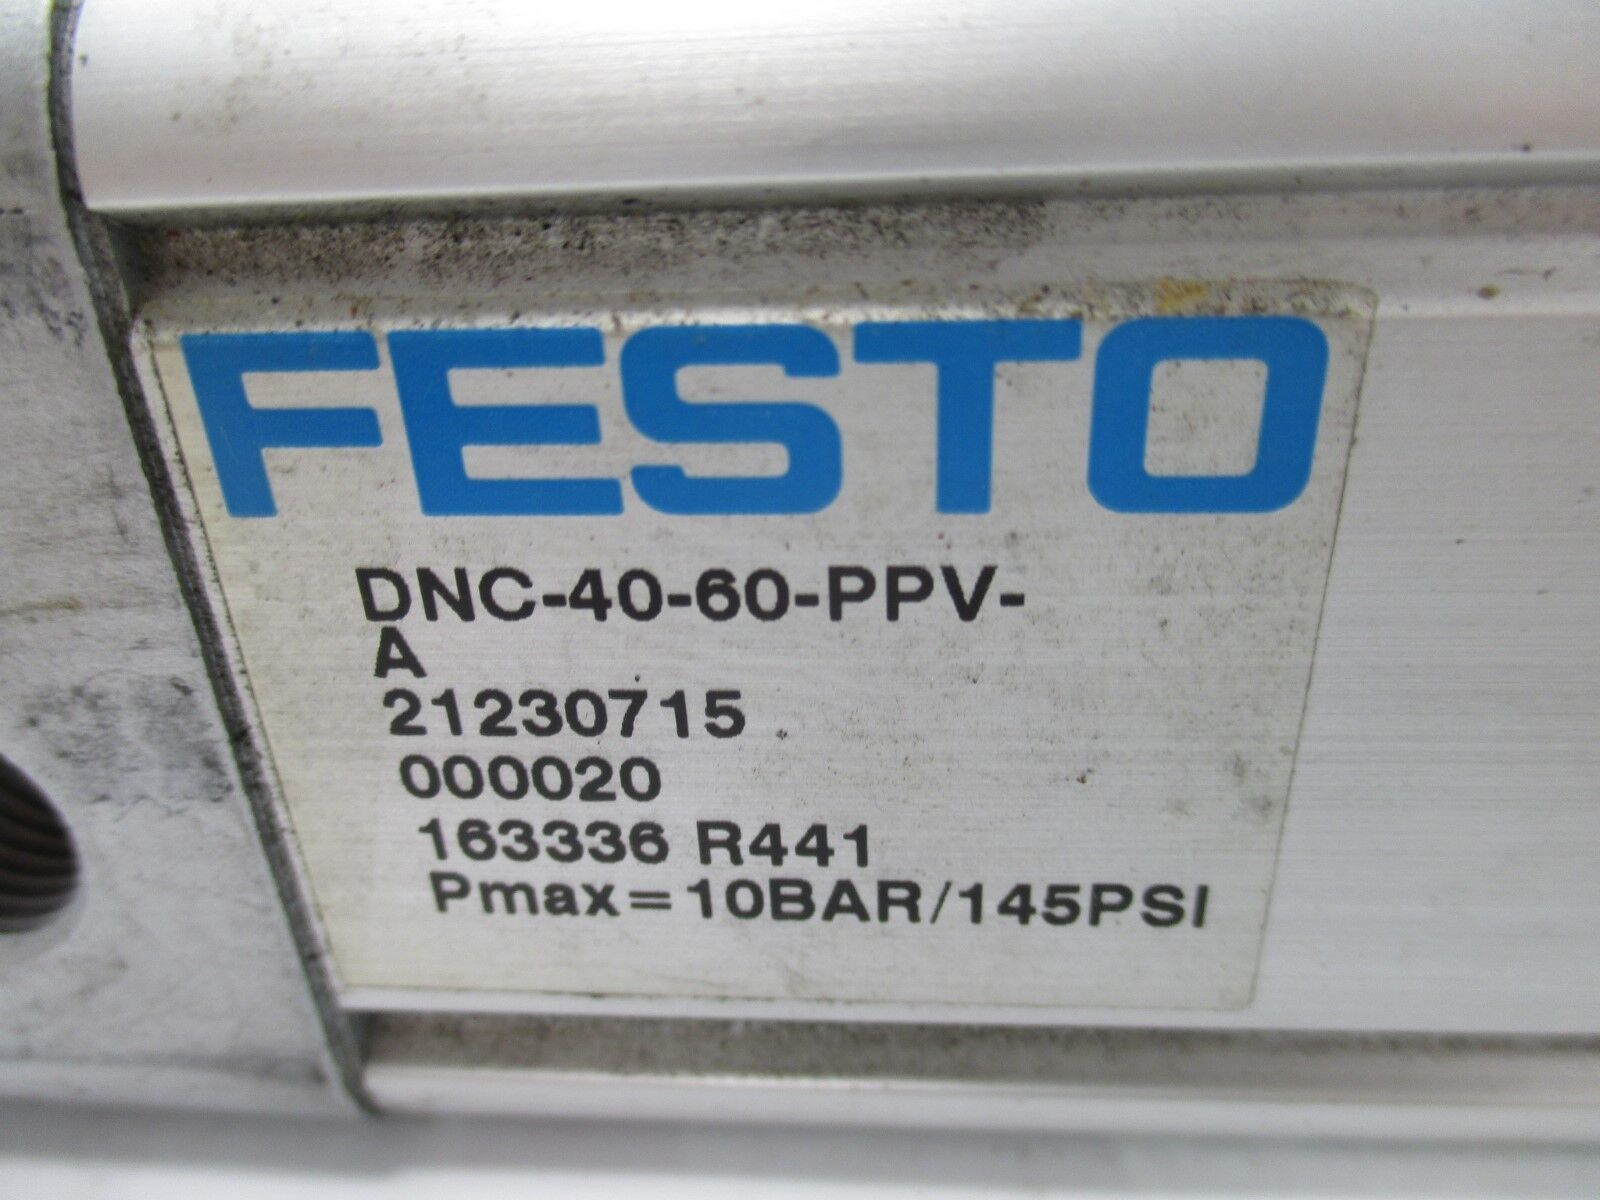 FESTO
DNC-40-60-PPV-
A
21230715
000020
163336 R441
Pmax=10BAR/145PSI